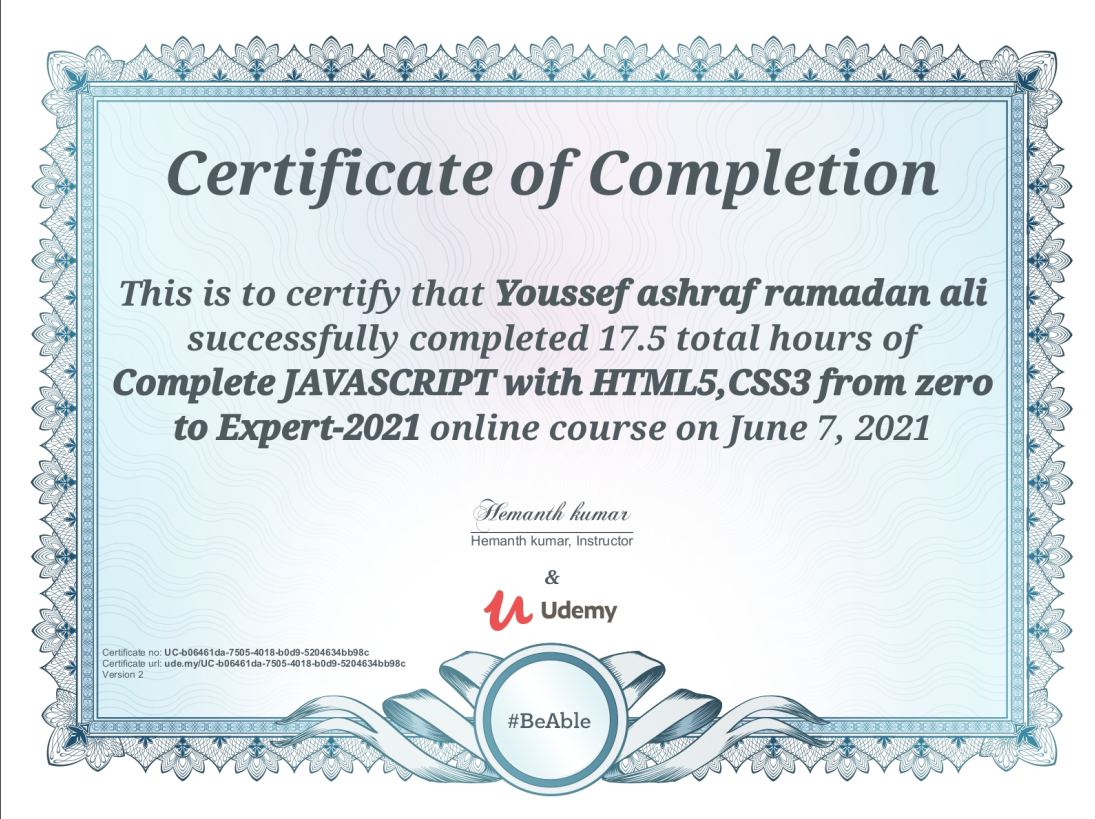 Certificate of Completion
This is to certify that Youssef ashraf ramadan ali
successfully completed 17.5 total hours of
Complete JAVASCRIPT with HTML5,CSS3 from zero
to Expert-2021 online course on June 7, 2021
Hemanth kumar
Hemanth kumar, Instructor
&
Udemy
Certificate no: UC-b06461da-7505-4018-b0d9-5204634bb98c
Certificate url: ude.my/UC-b06461da-7505-4018-b0d9-5204634bb98c
Version 2
#BeAble